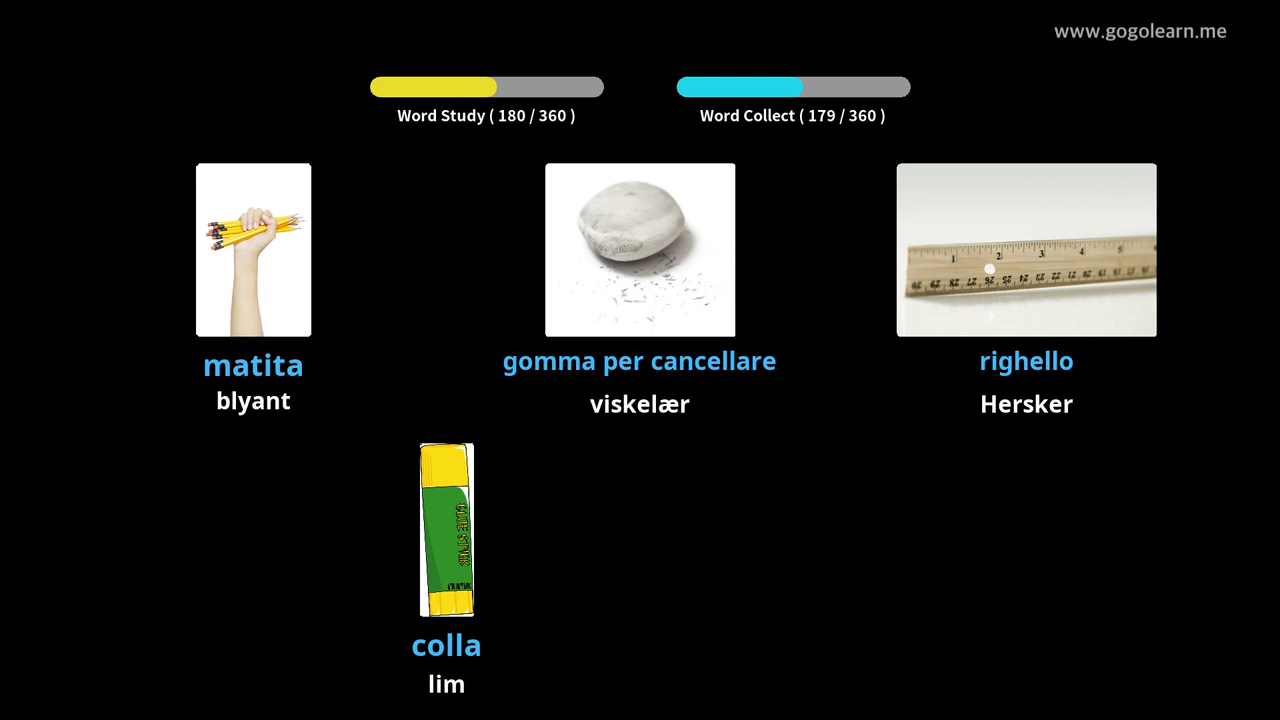 www.gogolearn.me
Word Study ( 180 / 360 )
Word Collect ( 179 / 360 )
matita
blyant
gomma per cancellare
viskelær
righello
Hersker
colla
lim